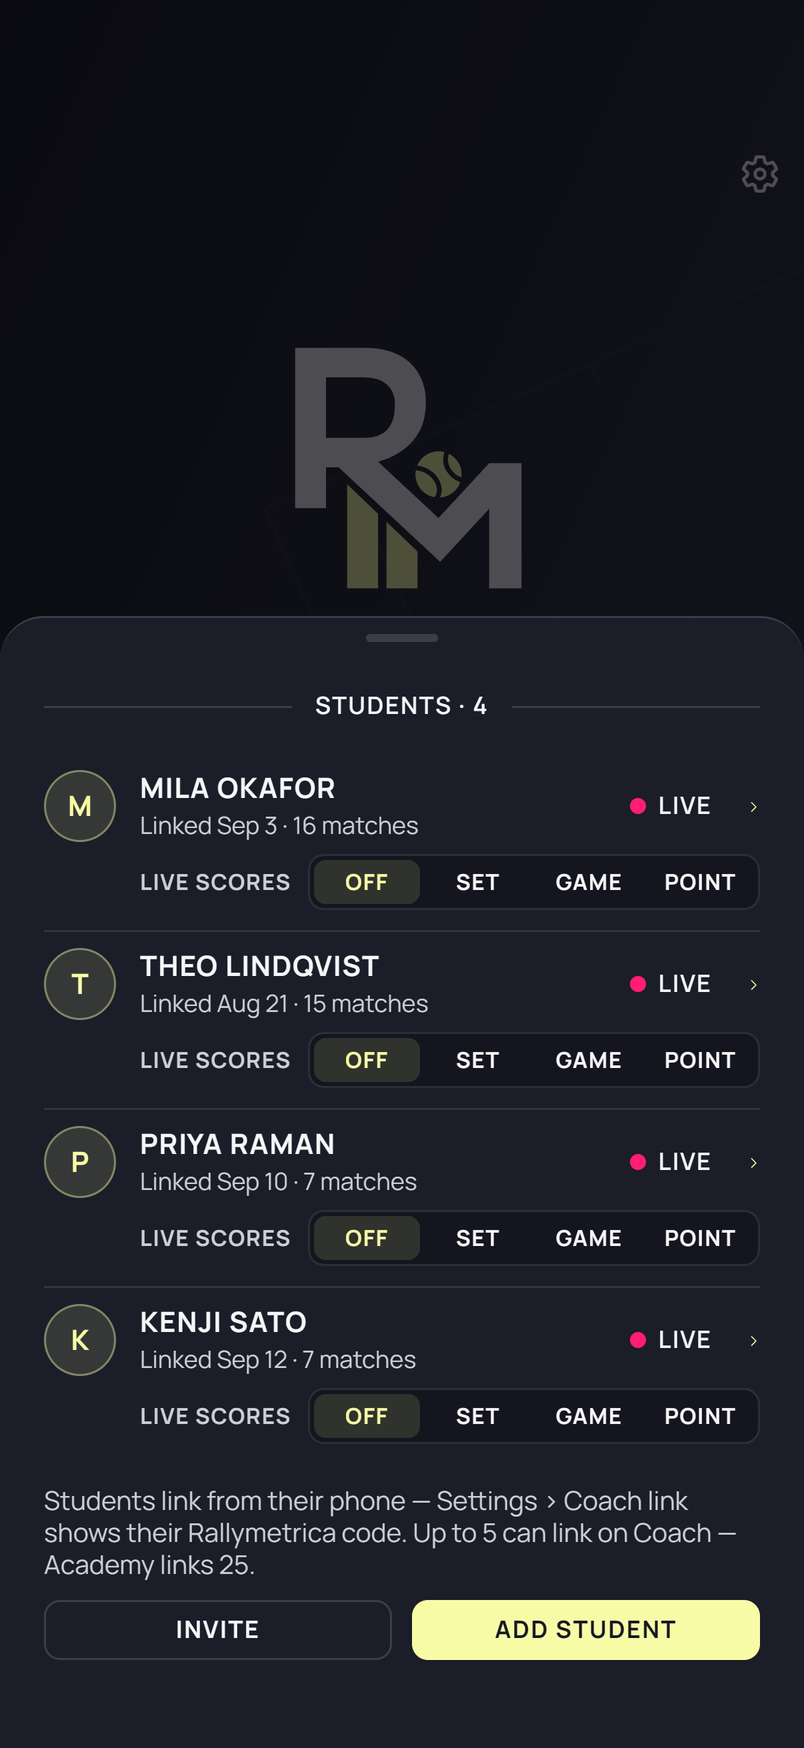 RM
STUDENTS · 4
M
MILA OKAFOR
Linked Sep 3 · 16 matches
LIVE
LIVE SCORES OFF SET GAME POINT
T
THEO LINDQVIST
Linked Aug 21 · 15 matches
LIVE
LIVE SCORES OFF SET GAME POINT
P
PRIYA RAMAN
Linked Sep 10 · 7 matches
LIVE
LIVE SCORES OFF SET GAME POINT
K
KENJI SATO
Linked Sep 12 · 7 matches
LIVE
LIVE SCORES OFF SET GAME POINT
Students link from their phone — Settings › Coach link
shows their Rallymetrica code. Up to 5 can link on Coach —
Academy links 25.
INVITE ADD STUDENT